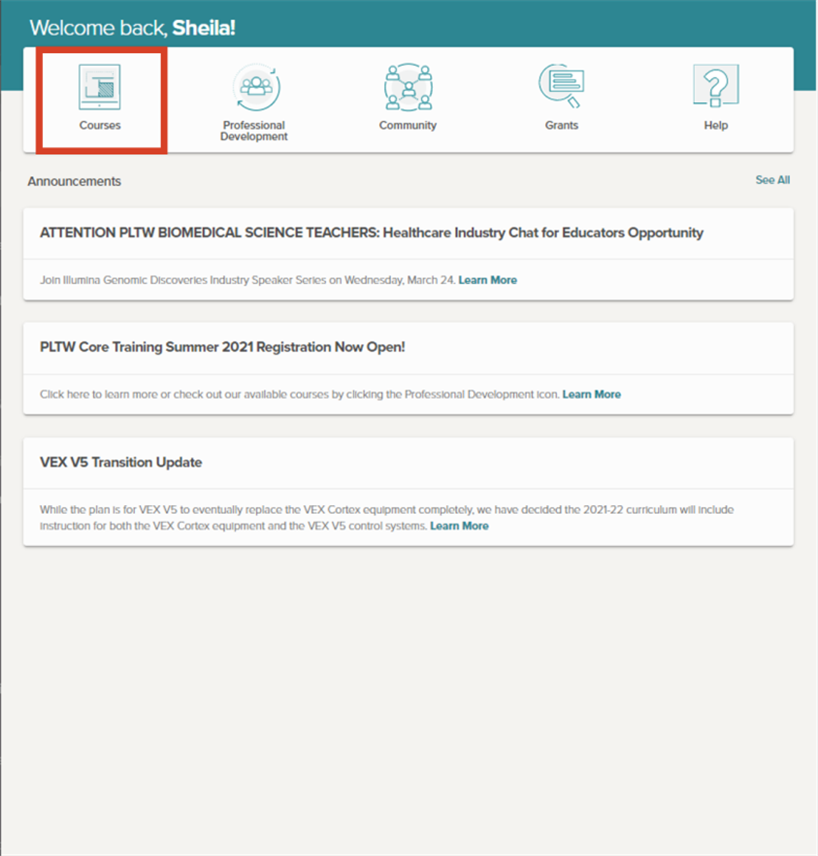 Welcome back, Sheila!
Courses
Professional
Development
Community
Grants
Help
Announcements
See All
ATTENTION PLTW BIOMEDICAL SCIENCE TEACHERS: Healthcare Industry Chat for Educators Opportunity
Join Illumina Genomic Discoveries Industry Speaker Series on Wednesday, March 24. Learn More
PLTW Core Training Summer 2021 Registration Now Open!
Click here to learn more or check out our available courses by clicking the Professional Development icon. Learn More
VEX V5 Transition Update
While the plan is for VEX V5 to eventually replace the VEX Cortex equipment completely, we have decided the 2021-22 curriculum will include
instruction for both the VEX Cortex equipment and the VEX V5 control systems. Learn More